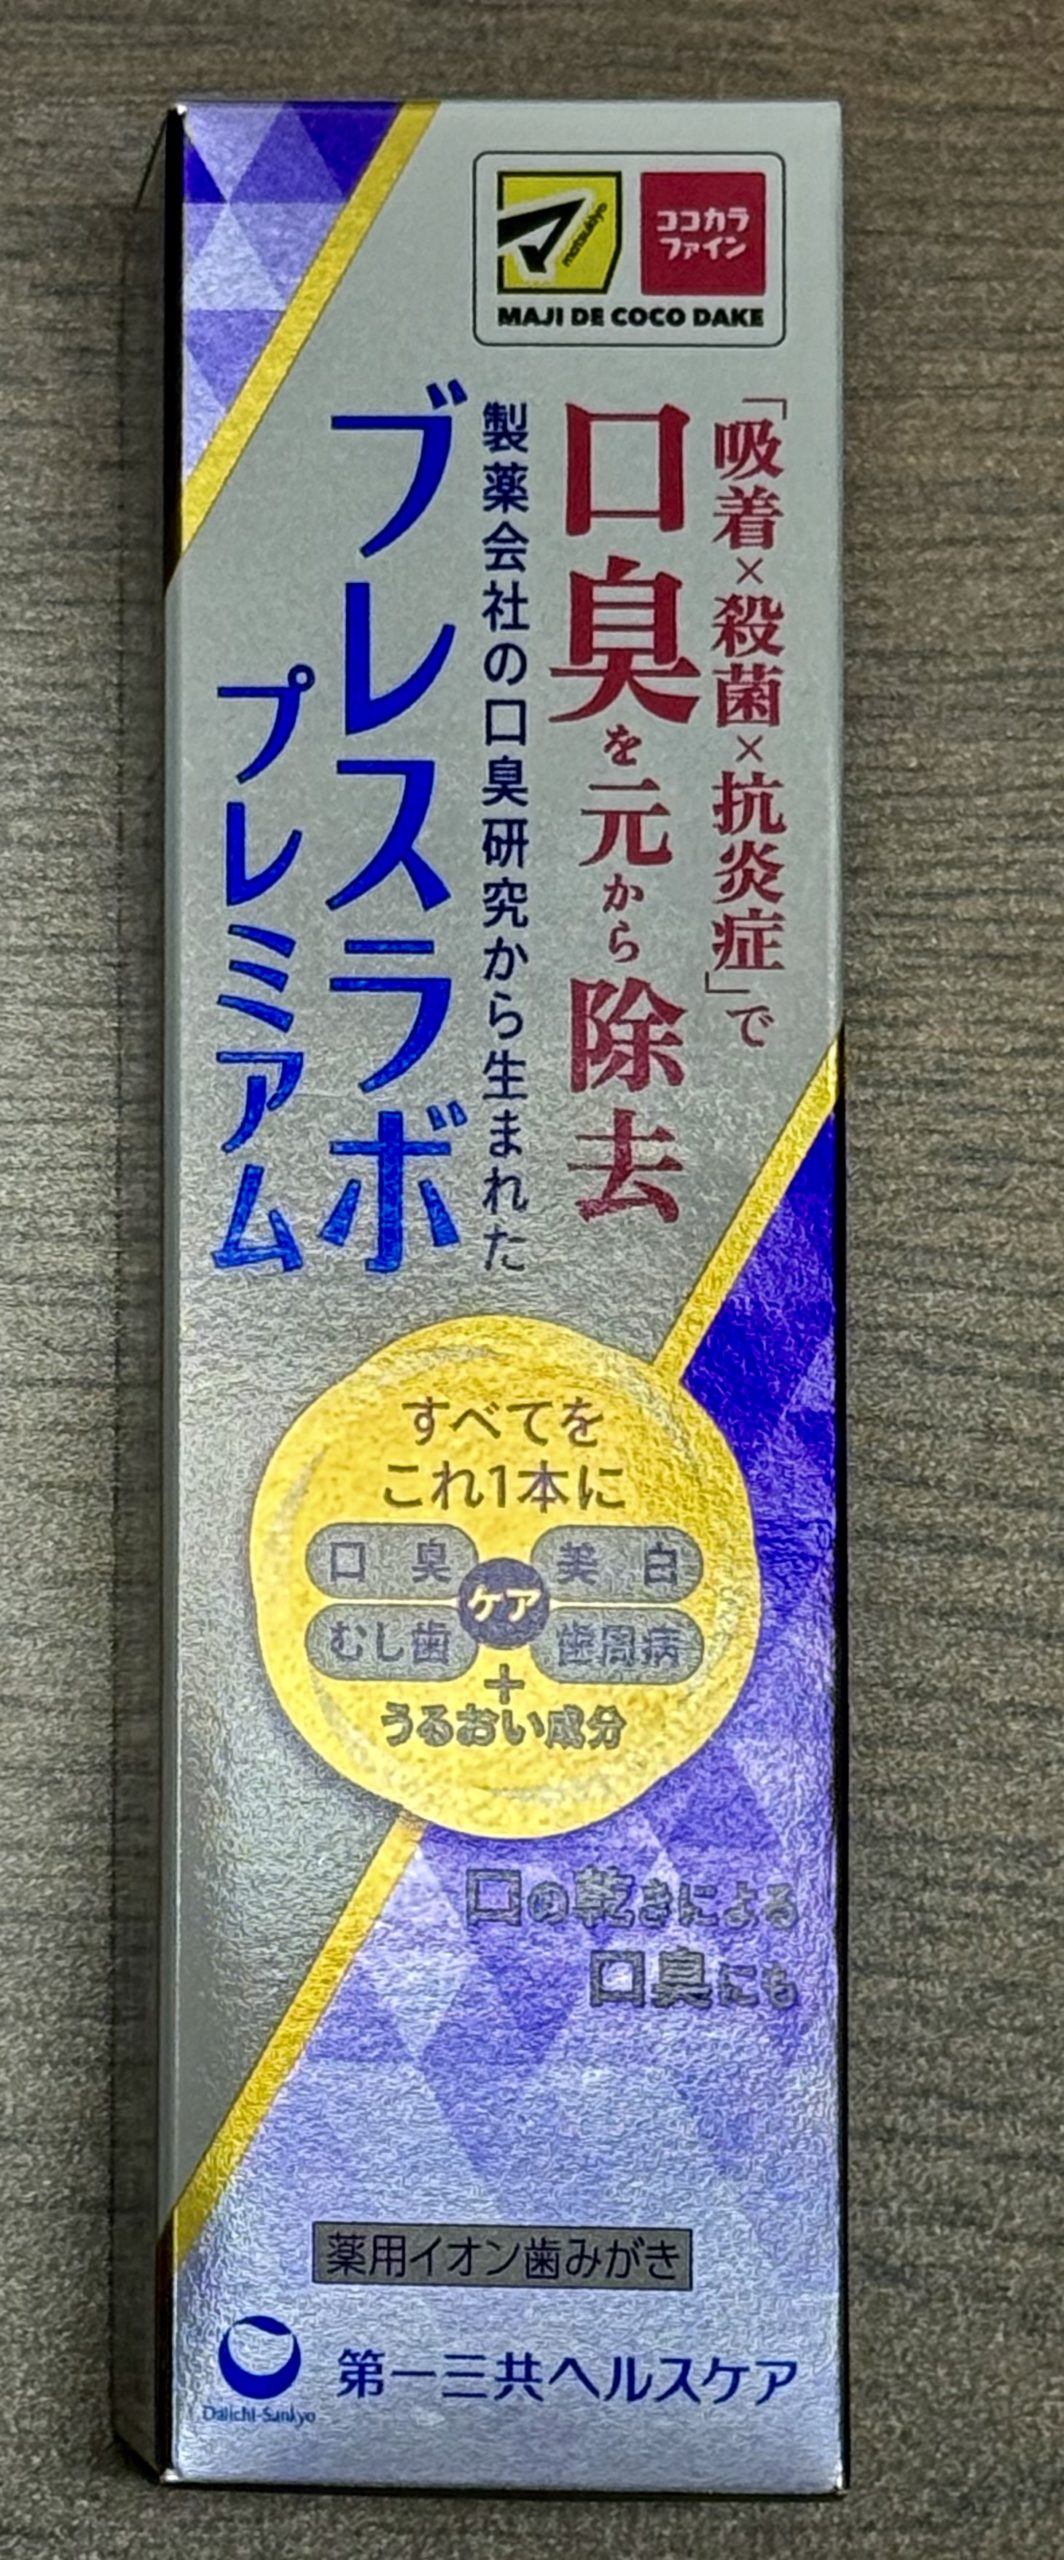 matsukiyo
ココカラ
ファイン
MAJI DE COCO DAKE
「吸着×殺菌×抗炎症」で
口臭を元から除去
製薬会社の口臭研究から生まれた
ブレスラボ
プレミアム
すべてを
これ1本に
口臭
美白
ケア
むし歯
歯周病
+
うるおい成分
口の乾きによる
口臭にも
薬用イオン歯みがき
Daiichi-Sankyo
第一三共ヘルスケア